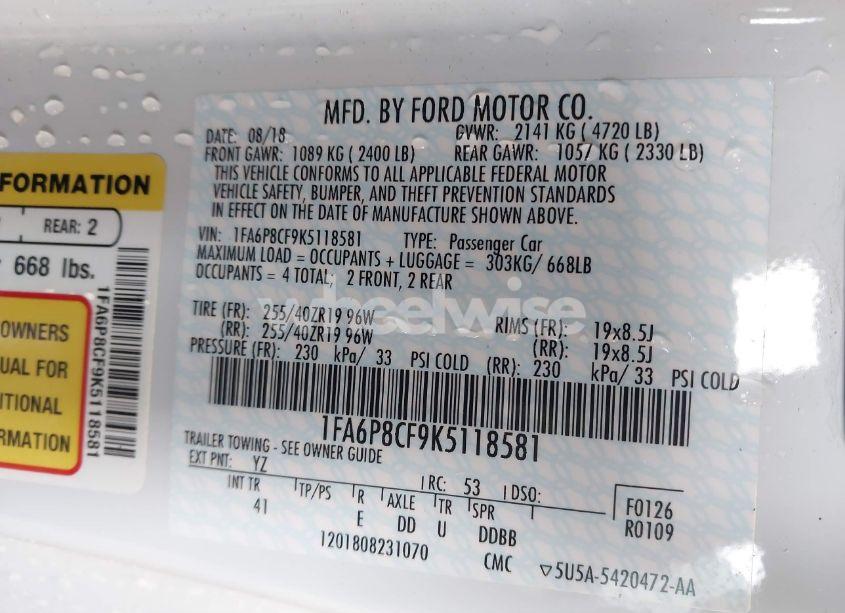 MFD. BY FORD MOTOR CO.
DATE: 08/18 GVWR: 2141 KG ( 4720 LB)
FRONT GAWR: 1089 KG ( 2400 LB) REAR GAWR: 1057 KG ( 2330 LB)
THIS VEHICLE CONFORMS TO ALL APPLICABLE FEDERAL MOTOR
VEHICLE SAFETY, BUMPER, AND THEFT PREVENTION STANDARDS
IN EFFECT ON THE DATE OF MANUFACTURE SHOWN ABOVE.
VIN: 1FA6P8CF9K5118581 TYPE: Passenger Car
MAXIMUM LOAD = OCCUPANTS + LUGGAGE = 303KG/ 668LB
OCCUPANTS = 4 TOTAL; 2 FRONT, 2 REAR
wheelwise
TIRE (FR): 255/40ZR19 96W RIMS (FR): 19x8.5J
(RR): 255/40ZR19 96W (RR): 19x8.5J
PRESSURE (FR): 230 kPa/ 33 PSI COLD (RR): 230 kPa/ 33 PSI COLD
1FA6P8CF9K5118581
TRAILER TOWING - SEE OWNER GUIDE
EXT PNT: YZ RC: 53 DSO:
INT TR TP/PS R AXLE TR SPR F0126
41 E DD U DDBB R0109
1201808231070 CMC ▽5U5A-5420472-AA
FORMATION
REAR: 2
668 lbs.
1FA6P8CF9K5118581
OWNERS
UAL FOR
ITIONAL
RMATION